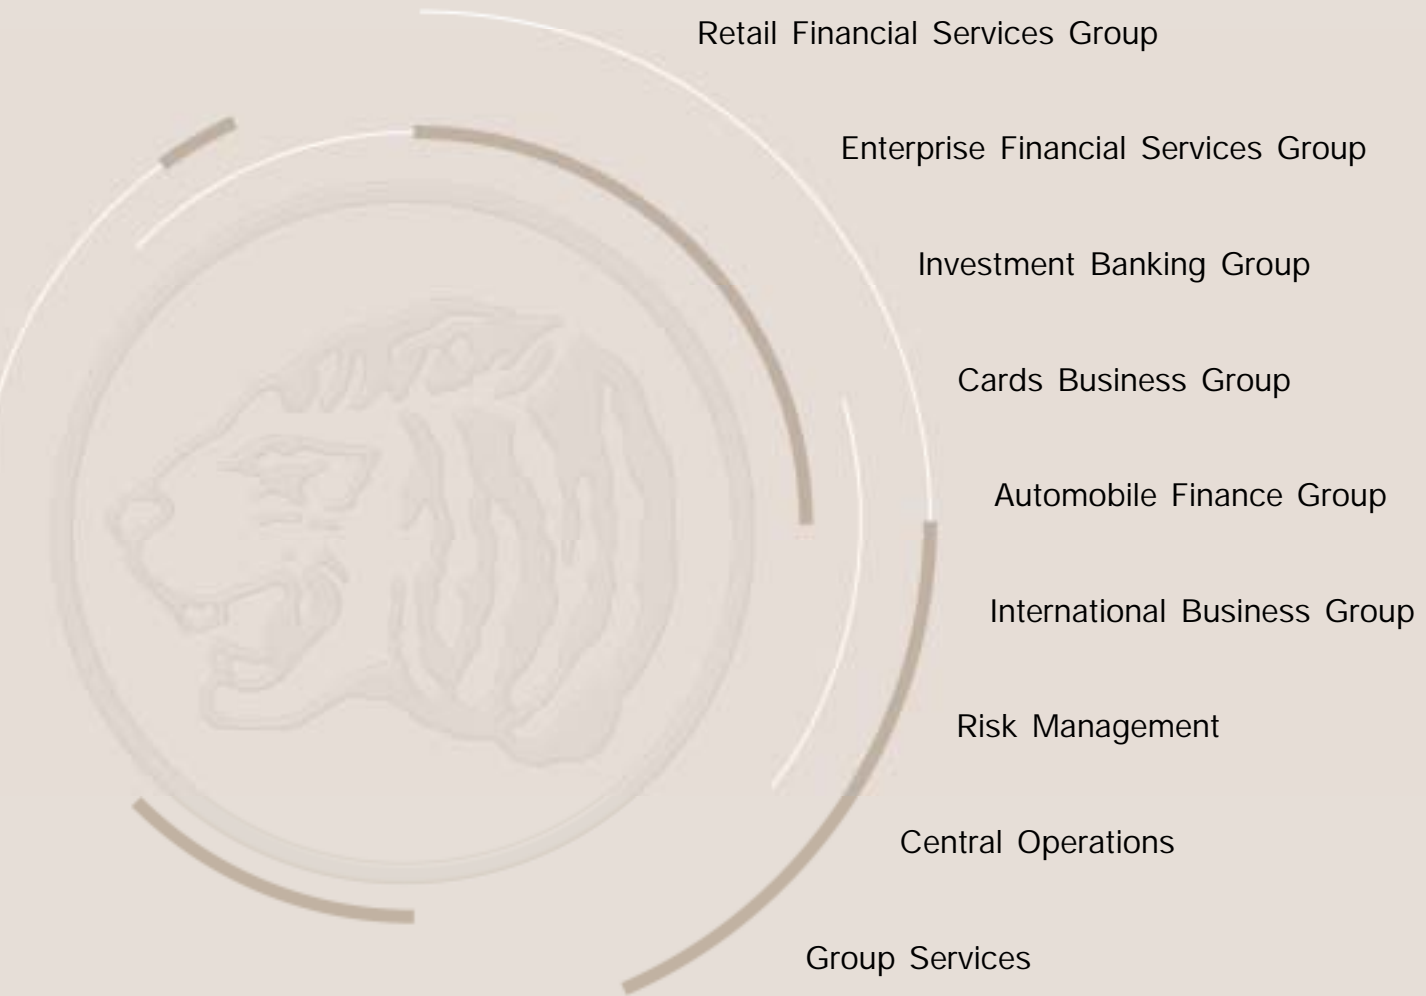 Retail Financial Services Group
Enterprise Financial Services Group
Investment Banking Group
Cards Business Group
Automobile Finance Group
International Business Group
Risk Management
Central Operations
Group Services